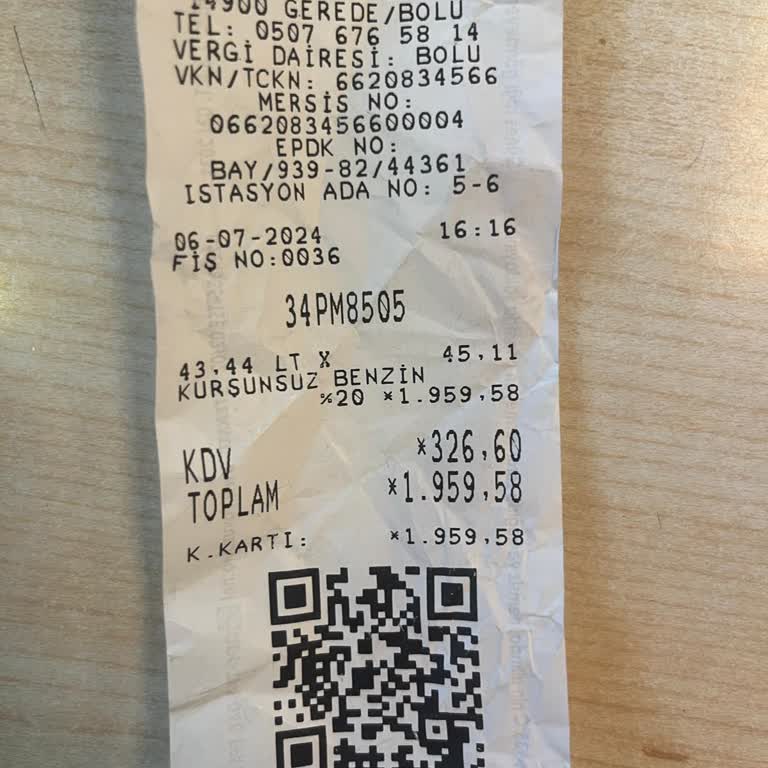 14900 GEREDE/BOLU
TEL: 0507 676 58 14
VERGİ DAİRESİ: BOLU
VKN/TCKN: 6620834566
MERSİS NO:
0662083456600004
EPDK NO:
BAY/939-82/44361
ISTASYON ADA NO: 5-6
06-07-2024 16:16
FİŞ NO:0036
34PM8505
43,44 LT X 45,11
KURŞUNSUZ BENZİN
%20 *1.959,58
KDV *326,60
TOPLAM *1.959,58
K.KARTI: *1.959,58